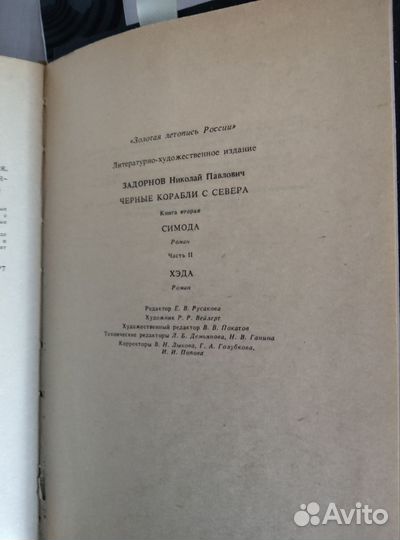 «Золотая летопись России»
Литературно-художественное издание
ЗАДОРНОВ Николай Павлович
ЧЕРНЫЕ КОРАБЛИ С СЕВЕРА
Книга вторая
СИМОДА
Роман
Часть II
ХЭДА
Роман
Редактор Е. В. Русакова
Художник Р. Р. Вейлерт
Художественный редактор В. В. Покатов
Технические редакторы Л. Б. Демьянова, Н. В. Ганина
Корректоры В. Н. Лыкова, Г. А. Голубкова,
И. И. Попова
Avito